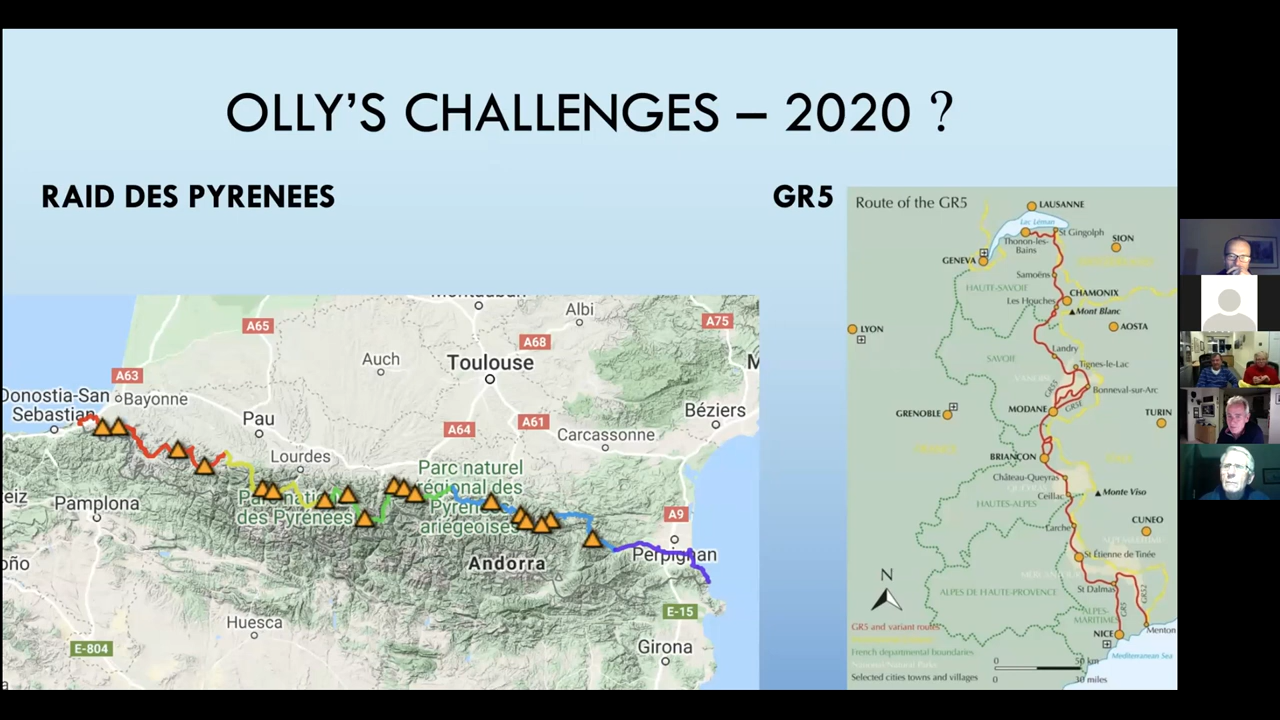 OLLY'S CHALLENGES – 2020 ?
RAID DES PYRENEES
GR5
Montauban
Albi
A65
A75
A68
Auch
Toulouse
A63
Donostia-San
Sebastian
Bayonne
Pau
A64
A61
Béziers
Carcassonne
Lourdes
Parc naturel
régional des
Pyrénées
ariégeoises
Parc national
des Pyrénées
Pamplona
A9
Perpignan
Andorra
E-15
Huesca
E-804
Girona
Route of the GR5
LAUSANNE
Lac Léman
St Gingolph
Thonon-les-
Bains
SION
GENEVA
Samoëns
HAUTE-SAVOIE
CHAMONIX
Les Houches
Mont Blanc
AOSTA
LYON
Landry
SAVOIE
Tignes-le-Lac
Bonneval-sur-Arc
GR5
GR5E
MODANE
GRENOBLE
TURIN
BRIANÇON
Château-Queyras
Ceillac
Monte Viso
HAUTES-ALPES
Larche
CUNEO
St Étienne de Tinée
ALPES DE HAUTE-PROVENCE
St Dalmas
ALPES-
MARITIMES
GR5
GR52
N
NICE
Menton
Mediterranean Sea
GR5 and variant routes
French departmental boundaries
National/Natural Parks
Selected cities towns and villages
0
50 km
0
30 miles